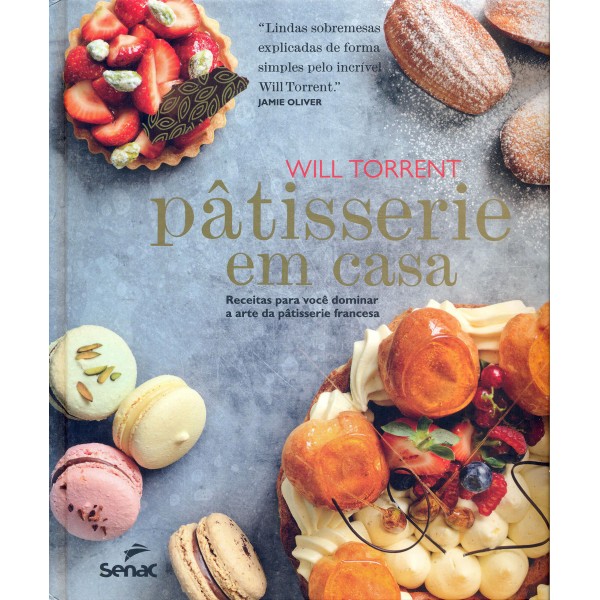 “Lindas sobremesas
explicadas de forma
simples pelo incrível
Will Torrent.”
JAMIE OLIVER
WILL TORRENT
pâtisserie
em casa
Receitas para você dominar
a arte da pâtisserie francesa
Senac